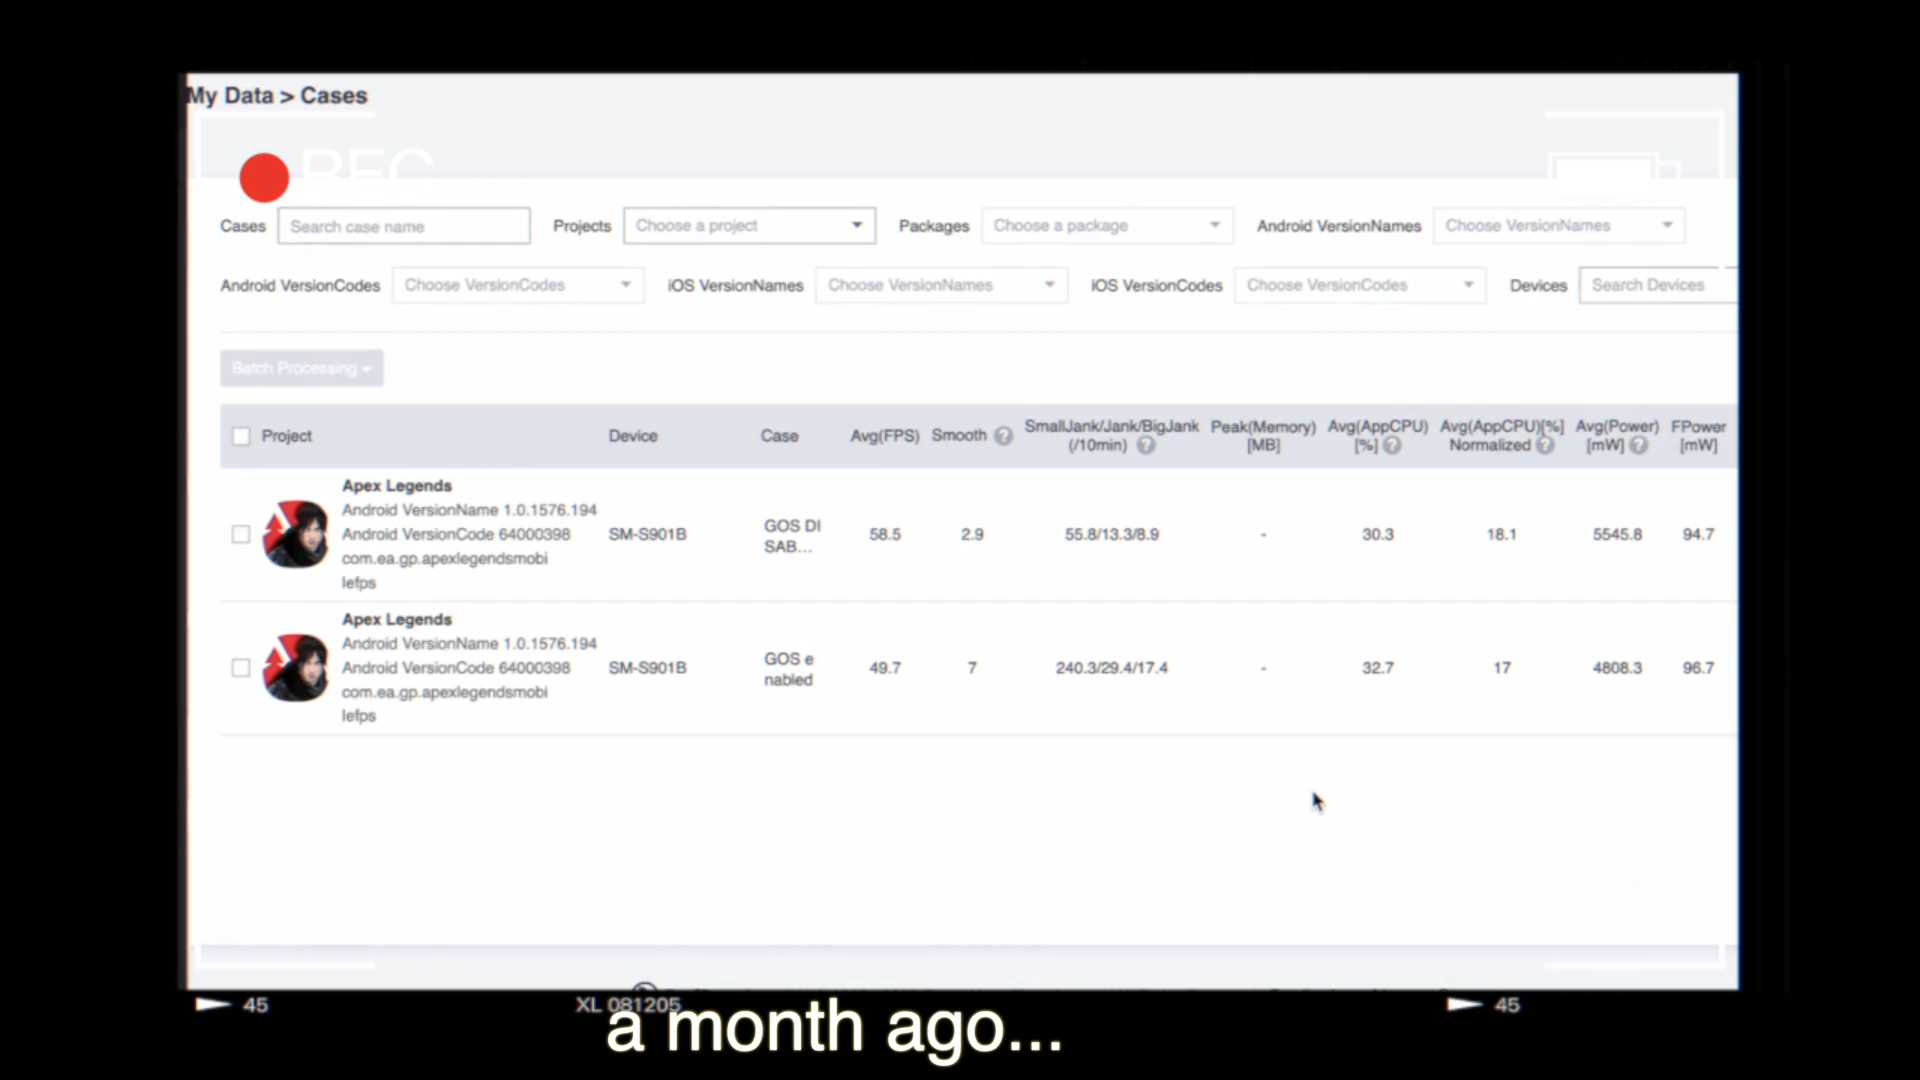 My Data > Cases
REC
Cases Search case name Projects Choose a project Packages Choose a package Android VersionNames Choose VersionNames
Android VersionCodes Choose VersionCodes iOS VersionNames Choose VersionNames iOS VersionCodes Choose VersionCodes Devices Search Devices
Batch Processing
Project Device Case Avg(FPS) Smooth ? SmallJank/Jank/BigJank (/10min) ? Peak(Memory) [MB] Avg(AppCPU) [%] ? Avg(AppCPU)[%] Normalized ? Avg(Power) [mW] ? FPower [mW]
Apex Legends
Android VersionName 1.0.1576.194
Android VersionCode 64000398
com.ea.gp.apexlegendsmobi
lefps
SM-S901B
GOS DI
SAB...
58.5 2.9 55.8/13.3/8.9 - 30.3 18.1 5545.8 94.7
Apex Legends
Android VersionName 1.0.1576.194
Android VersionCode 64000398
com.ea.gp.apexlegendsmobi
lefps
SM-S901B
GOS e
nabled
49.7 7 240.3/29.4/17.4 - 32.7 17 4808.3 96.7
45 XL 081205 45
a month ago...